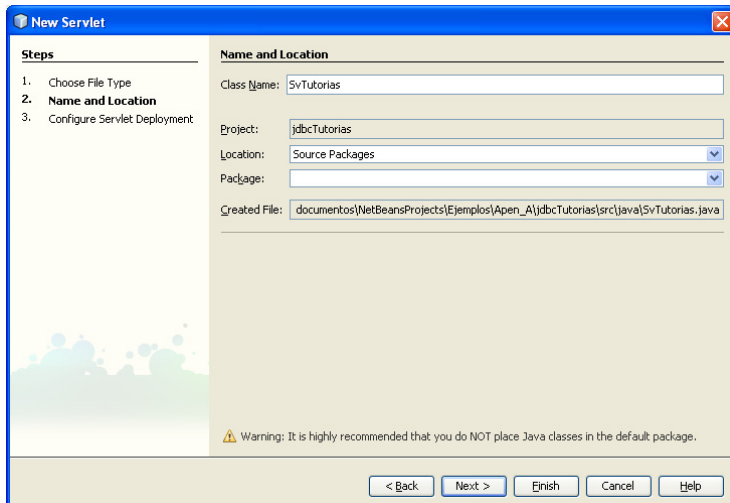 New Servlet
Steps
1. Choose File Type
2. Name and Location
3. Configure Servlet Deployment
Name and Location
Class Name: SvTutorias
Project: jdbcTutorias
Location: Source Packages
Package:
Created File: documentos\NetBeansProjects\Ejemplos\Apen_A\jdbcTutorias\src\java\SvTutorias.java
Warning: It is highly recommended that you do NOT place Java classes in the default package.
< Back Next > Finish Cancel Help